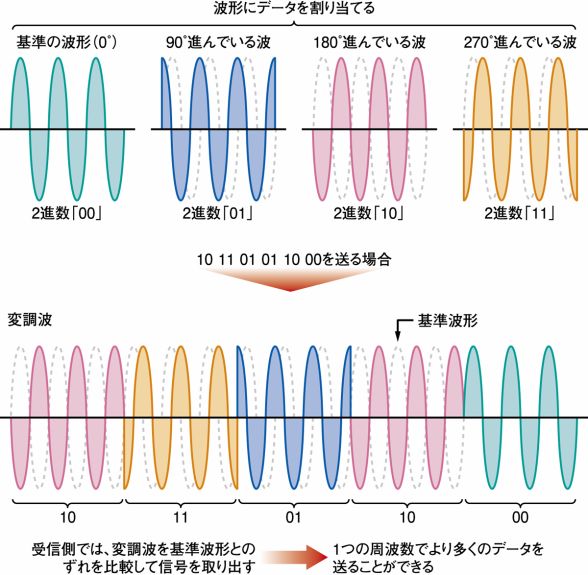 波形にデータを割り当てる
基準の波形(0°)
90°進んでいる波
180°進んでいる波
270°進んでいる波
2進数「00」
2進数「01」
2進数「10」
2進数「11」
10 11 01 01 10 00を送る場合
変調波
基準波形
10
11
01
10
00
受信側では、変調波を基準波形との
ずれを比較して信号を取り出す
1つの周波数でより多くのデータを
送ることができる